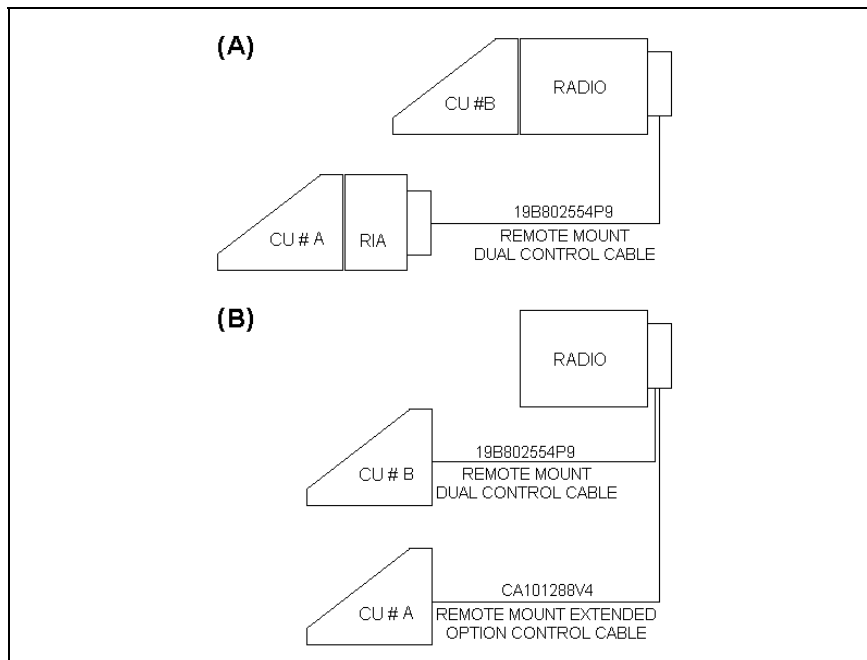 (A)
CU #B
RADIO
19B802554P9
CU # A
RIA
REMOTE MOUNT
DUAL CONTROL CABLE
(B)
RADIO
19B802554P9
CU # B
REMOTE MOUNT
DUAL CONTROL CABLE
CA101288V4
CU # A
REMOTE MOUNT EXTENDED
OPTION CONTROL CABLE